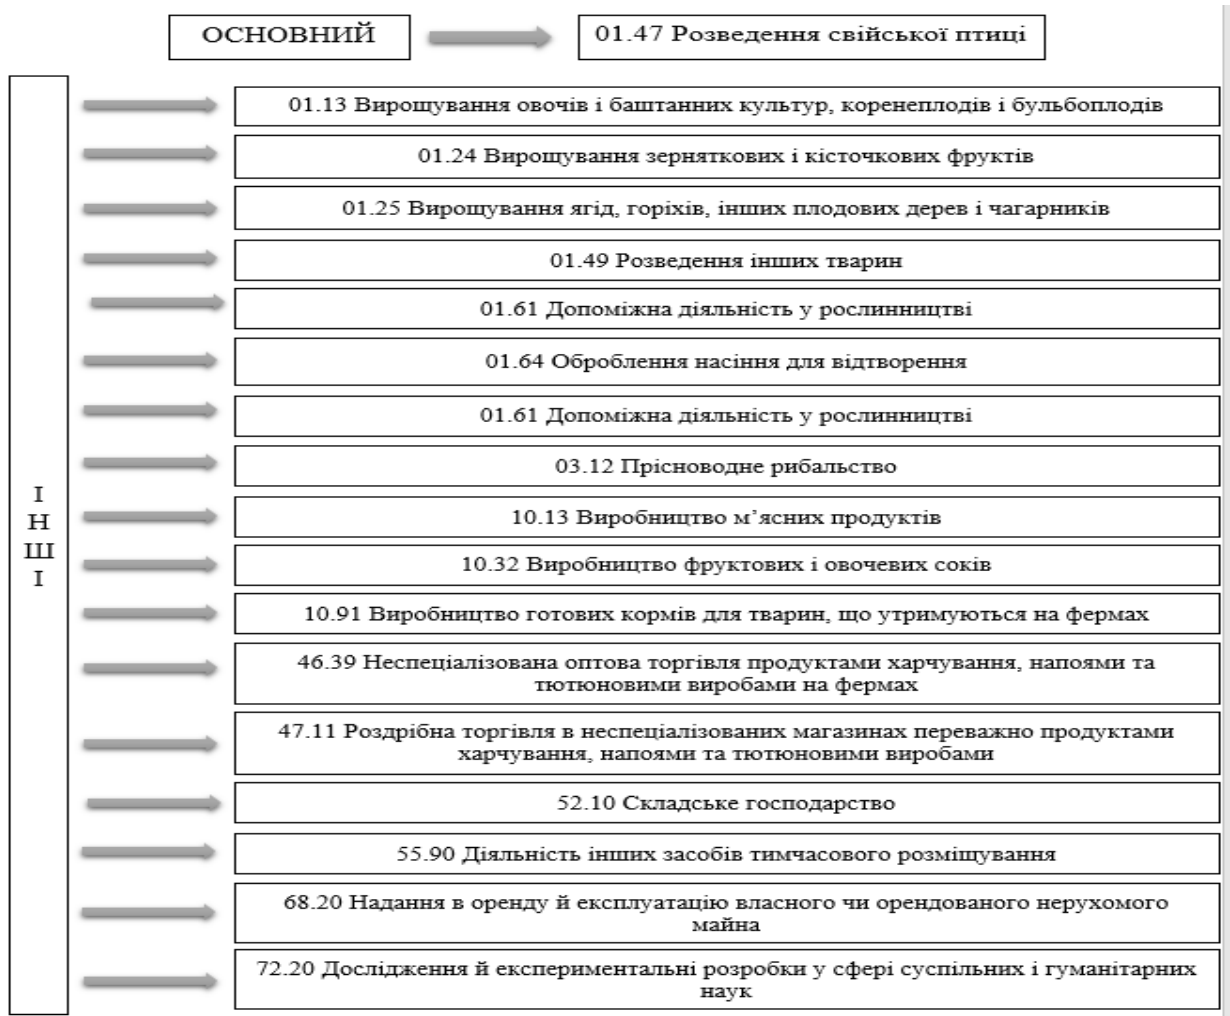 ОСНОВНИЙ
01.47 Розведення свійської птиці
ІНШІ
01.13 Вирощування овочів і баштанних культур, коренеплодів і бульбоплодів
01.24 Вирощування зерняткових і кісточкових фруктів
01.25 Вирощування ягід, горіхів, інших плодових дерев і чагарників
01.49 Розведення інших тварин
01.61 Допоміжна діяльність у рослинництві
01.64 Оброблення насіння для відтворення
01.61 Допоміжна діяльність у рослинництві
03.12 Прісноводне рибальство
10.13 Виробництво м’ясних продуктів
10.32 Виробництво фруктових і овочевих соків
10.91 Виробництво готових кормів для тварин, що утримуються на фермах
46.39 Неспеціалізована оптова торгівля продуктами харчування, напоями та
тютюновими виробами на фермах
47.11 Роздрібна торгівля в неспеціалізованих магазинах переважно продуктами
харчування, напоями та тютюновими виробами
52.10 Складське господарство
55.90 Діяльність інших засобів тимчасового розміщування
68.20 Надання в оренду й експлуатацію власного чи орендованого нерухомого
майна
72.20 Дослідження й експериментальні розробки у сфері суспільних і гуманітарних
наук